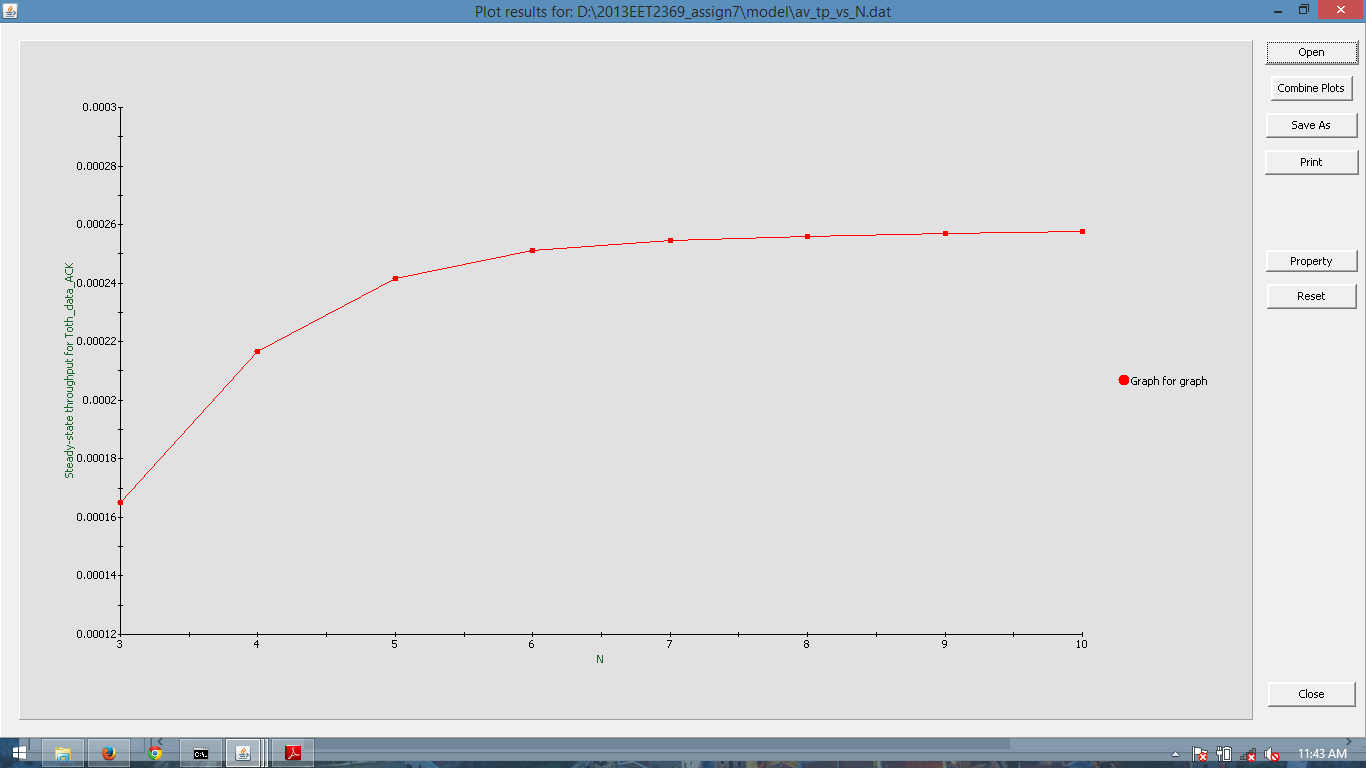 Plot results for: D:\2013EET2369_assign7\model\av_tp_vs_N.dat
Open
Combine Plots
Save As
Print
Property
Reset
Close
0.0003
0.00028
0.00026
0.00024
0.00022
0.0002
0.00018
0.00016
0.00014
0.00012
Steady-state throughput for Toth_data_ACK
3 4 5 6 7 8 9 10
N
Graph for graph
C:\.
11:43 AM